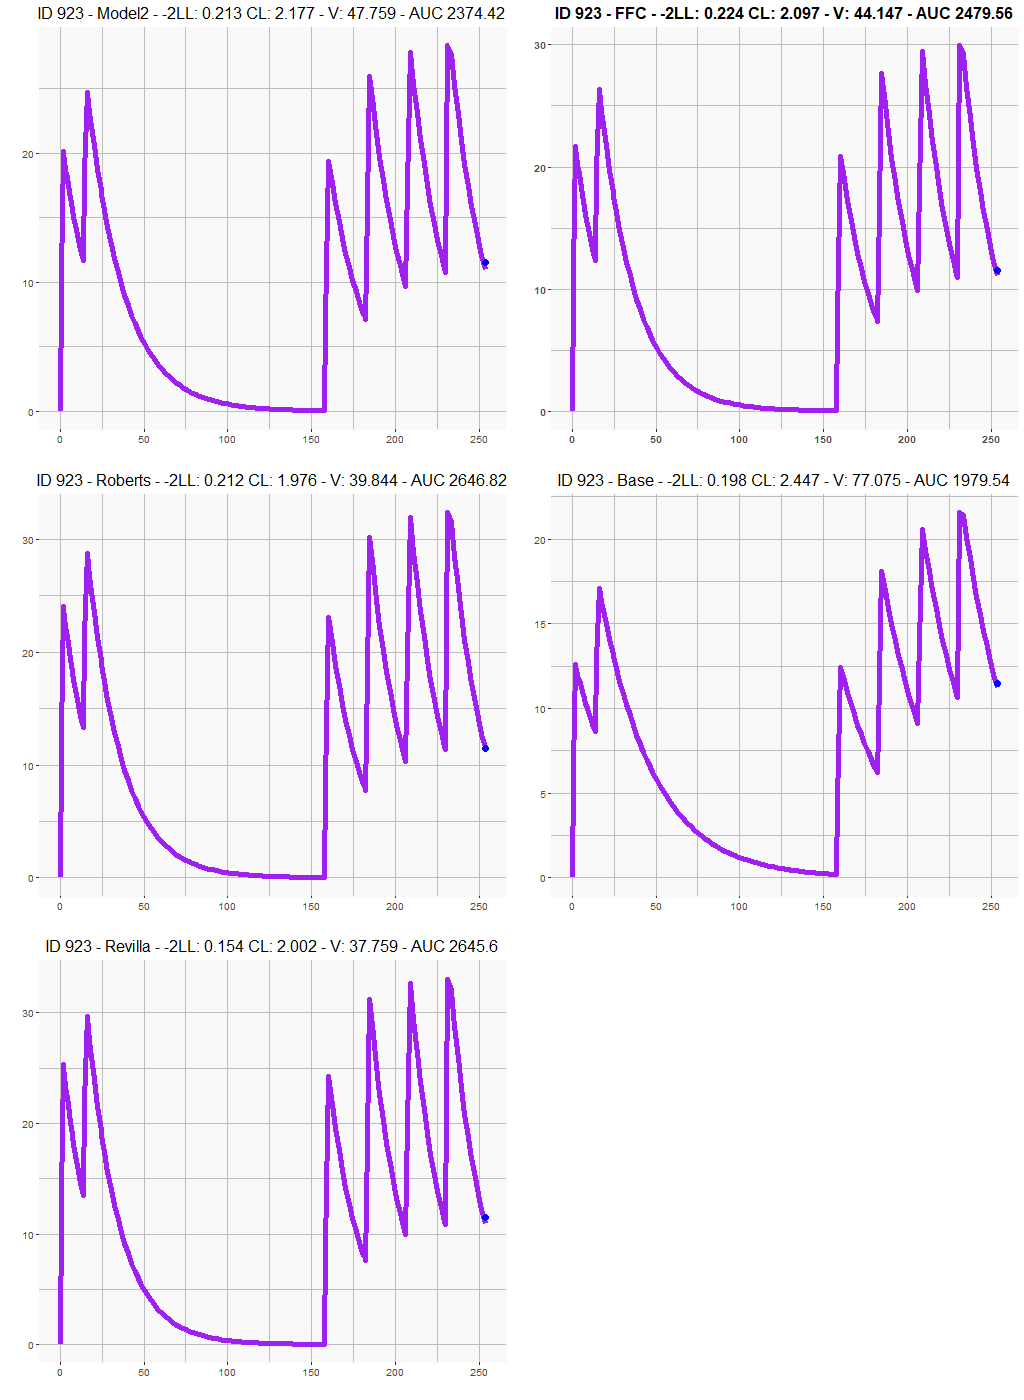 ID 923 - Model2 - -2LL: 0.213 CL: 2.177 - V: 47.759 - AUC 2374.42
20
10
0
0 50 100 150 200 250
ID 923 - FFC - -2LL: 0.224 CL: 2.097 - V: 44.147 - AUC 2479.56
30
20
10
0
0 50 100 150 200 250
ID 923 - Roberts - -2LL: 0.212 CL: 1.976 - V: 39.844 - AUC 2646.82
30
20
10
0
0 50 100 150 200 250
ID 923 - Base - -2LL: 0.198 CL: 2.447 - V: 77.075 - AUC 1979.54
20
15
10
5
0
0 50 100 150 200 250
ID 923 - Revilla - -2LL: 0.154 CL: 2.002 - V: 37.759 - AUC 2645.6
30
20
10
0
0 50 100 150 200 250